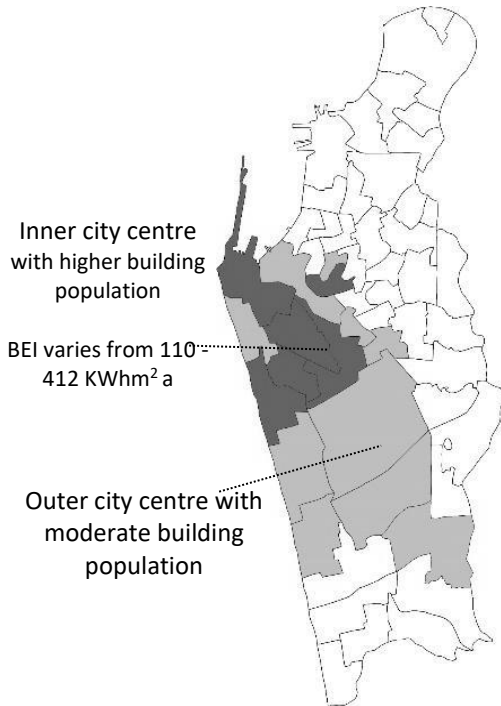 Inner city centre
with higher building
population
BEI varies from 110 -
412 KWhm² a
Outer city centre with
moderate building
population